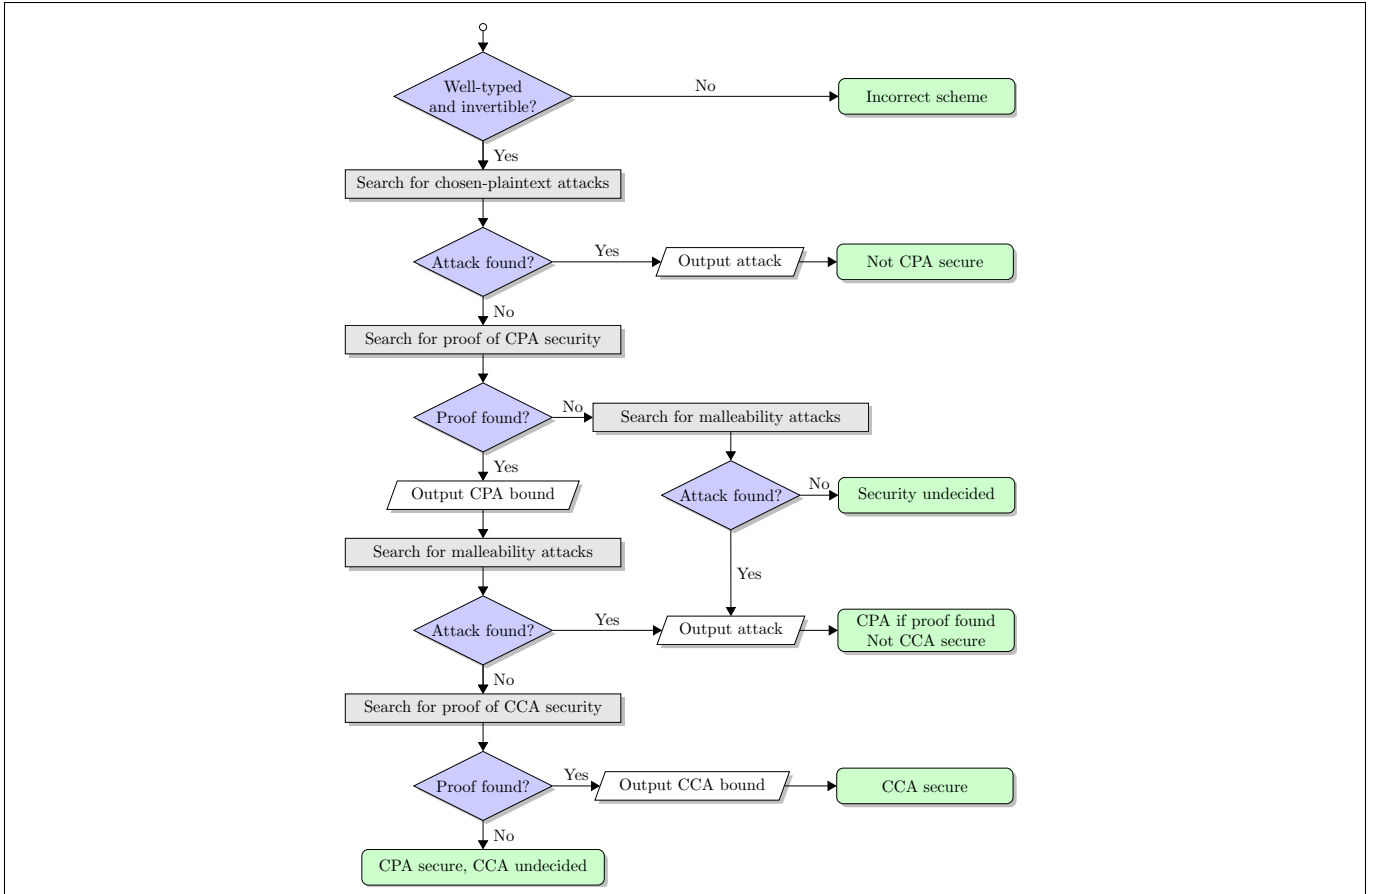 Well-typed
and invertible?
No
Incorrect scheme
Yes
Search for chosen-plaintext attacks
Attack found?
Yes
Output attack
Not CPA secure
No
Search for proof of CPA security
Proof found?
No
Search for malleability attacks
Yes
Output CPA bound
Attack found?
No
Security undecided
Search for malleability attacks
Yes
Attack found?
Yes
Output attack
CPA if proof found
Not CCA secure
No
Search for proof of CCA security
Proof found?
Yes
Output CCA bound
CCA secure
No
CPA secure, CCA undecided